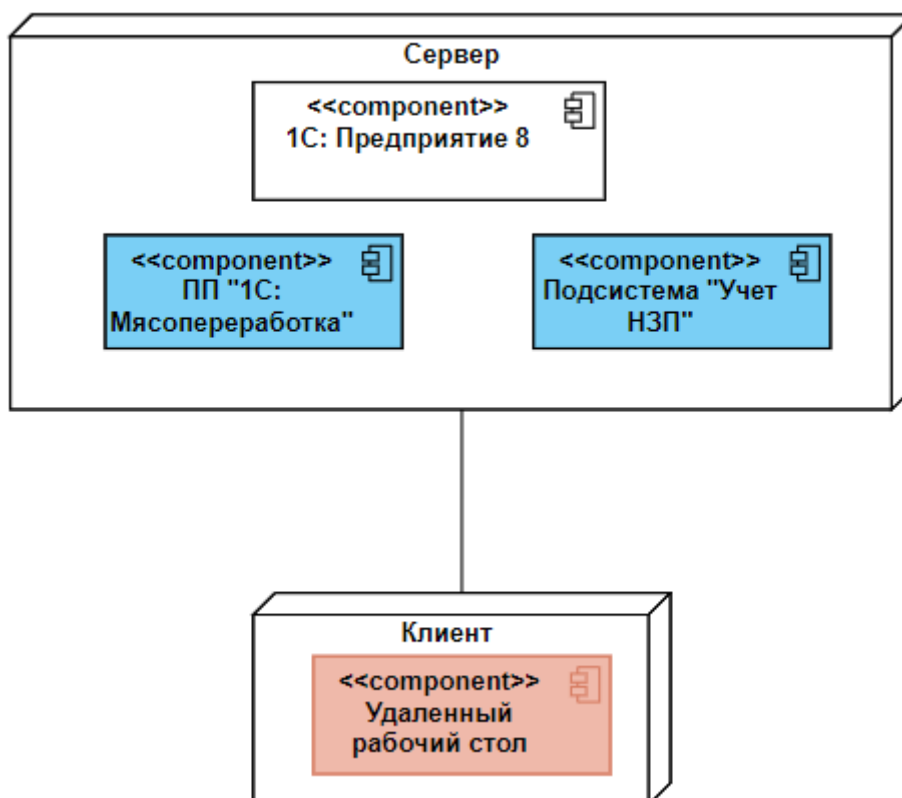 Сервер
<<component>>
1С: Предприятие 8
<<component>>
ПП "1С:
Мясопереработка"
<<component>>
Подсистема "Учет
НЗП"
Клиент
<<component>>
Удаленный
рабочий стол